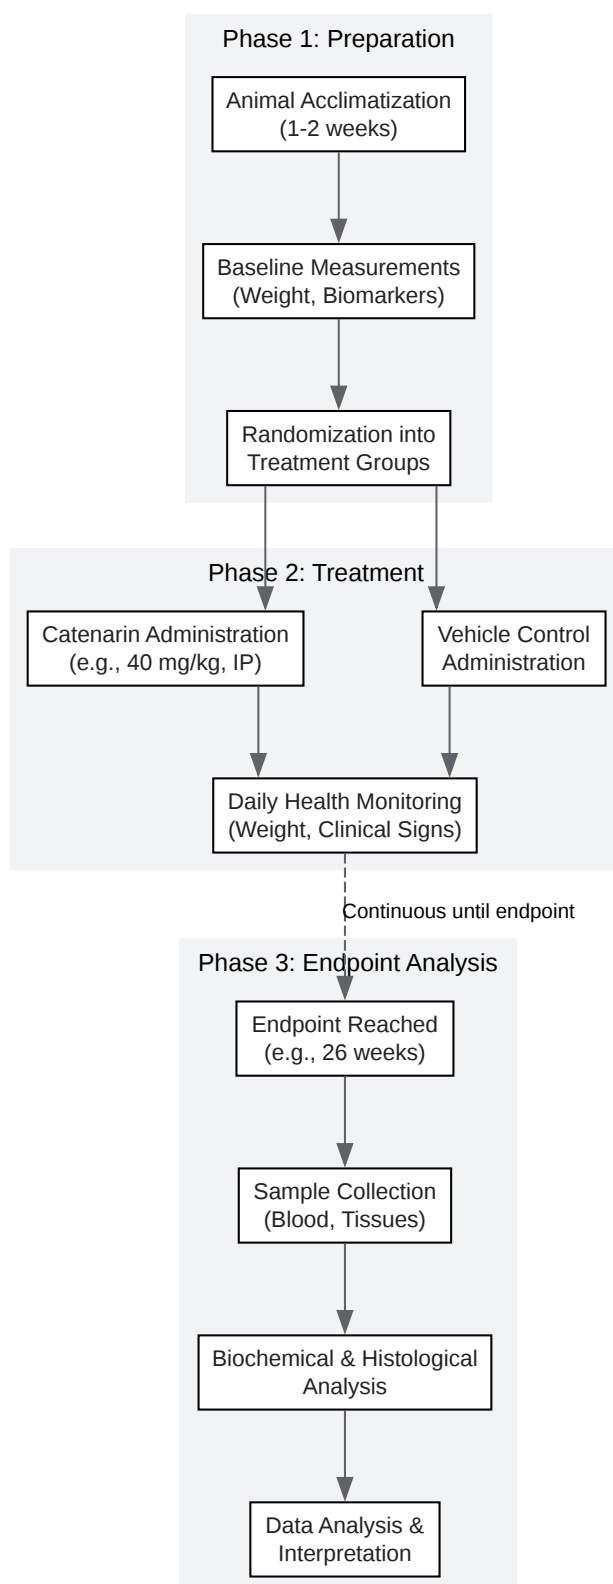 Phase 1: Preparation
Animal Acclimatization
(1-2 weeks)
Baseline Measurements
(Weight, Biomarkers)
Randomization into
Treatment Groups
Phase 2: Treatment
Catenarin Administration
(e.g., 40 mg/kg, IP)
Vehicle Control
Administration
Daily Health Monitoring
(Weight, Clinical Signs)
Continuous until endpoint
Phase 3: Endpoint Analysis
Endpoint Reached
(e.g., 26 weeks)
Sample Collection
(Blood, Tissues)
Biochemical & Histological
Analysis
Data Analysis &
Interpretation